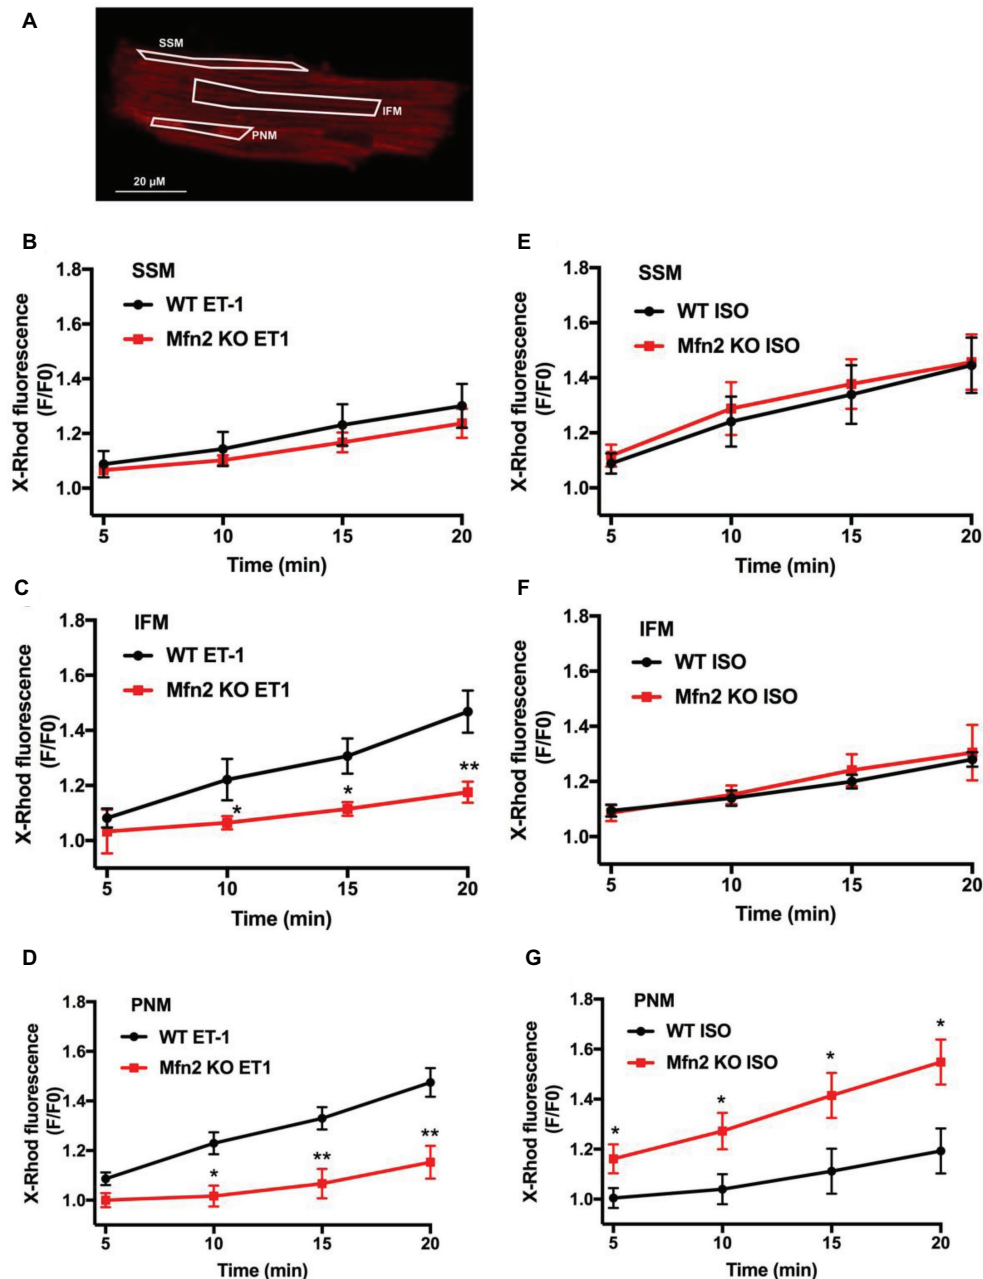 A
SSM
IFM
PNM
20 µM
B
SSM
WT ET-1
Mfn2 KO ET1
X-Rhod fluorescence
(F/F0)
1.8
1.6
1.4
1.2
1.0
5 10 15 20
Time (min)
E
SSM
WT ISO
Mfn2 KO ISO
X-Rhod fluorescence
(F/F0)
1.8
1.6
1.4
1.2
1.0
5 10 15 20
Time (min)
C
IFM
WT ET-1
Mfn2 KO ET1
X-Rhod fluorescence
(F/F0)
1.8
1.6
1.4
1.2
1.0
* * **
5 10 15 20
Time (min)
F
IFM
WT ISO
Mfn2 KO ISO
X-Rhod fluorescence
(F/F0)
1.8
1.6
1.4
1.2
1.0
5 10 15 20
Time (min)
D
PNM
WT ET-1
Mfn2 KO ET1
X-Rhod fluorescence
(F/F0)
1.8
1.6
1.4
1.2
1.0
* ** **
5 10 15 20
Time (min)
G
PNM
WT ISO
Mfn2 KO ISO
X-Rhod fluorescence
(F/F0)
1.8
1.6
1.4
1.2
1.0
* * * *
5 10 15 20
Time (min)